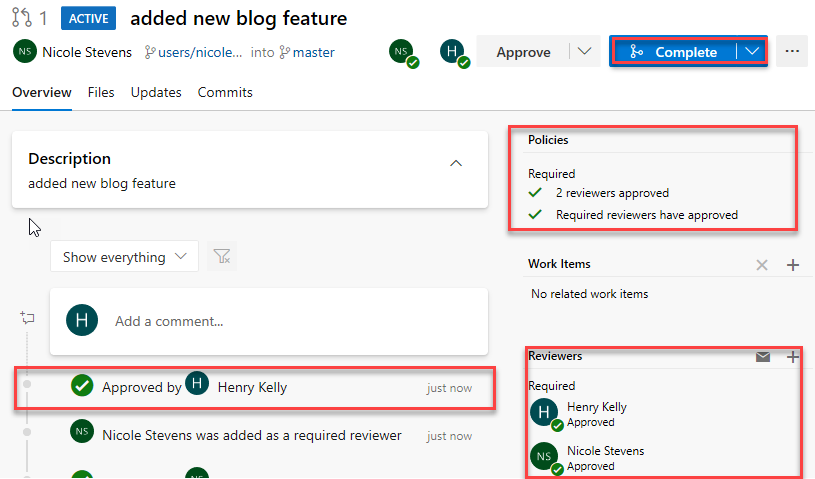 1 ACTIVE added new blog feature
NS Nicole Stevens users/nicole... into master NS H Approve Complete ...
Overview Files Updates Commits
Description
added new blog feature
Show everything
H Add a comment...
Approved by H Henry Kelly just now
NS Nicole Stevens was added as a required reviewer just now
NS
Policies
Required
2 reviewers approved
Required reviewers have approved
Work Items
No related work items
Reviewers
Required
H Henry Kelly
Approved
NS Nicole Stevens
Approved